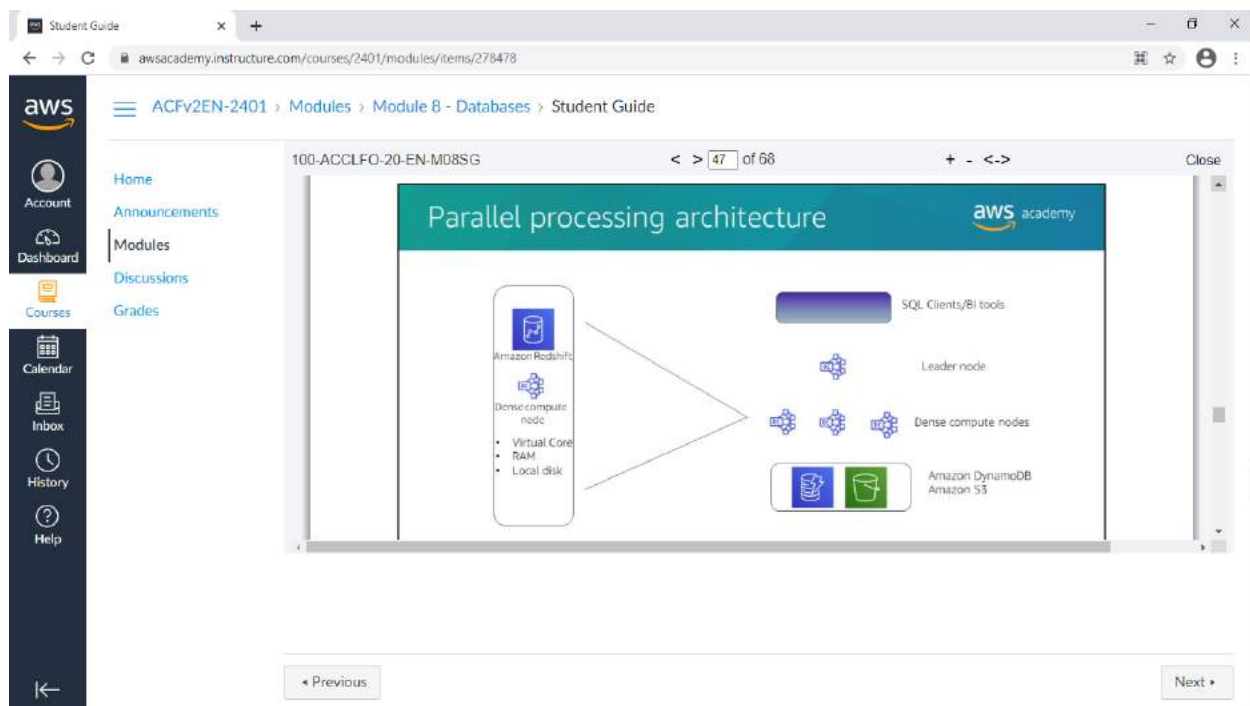 Student Guide
awsacademy.instructure.com/courses/2401/modules/items/278478
aws
ACFv2EN-2401 > Modules > Module 8 - Databases > Student Guide
Account
Dashboard
Courses
Calendar
Inbox
History
Help
Home
Announcements
Modules
Discussions
Grades
100-ACCLFO-20-EN-M08SG < > 47 of 68 + - <-> Close
Parallel processing architecture
aws academy
Amazon Redshift
Dense compute
node
• Virtual Core
• RAM
• Local disk
SQL Clients/BI tools
Leader node
Dense compute nodes
Amazon DynamoDB
Amazon S3
◂ Previous
Next ▸